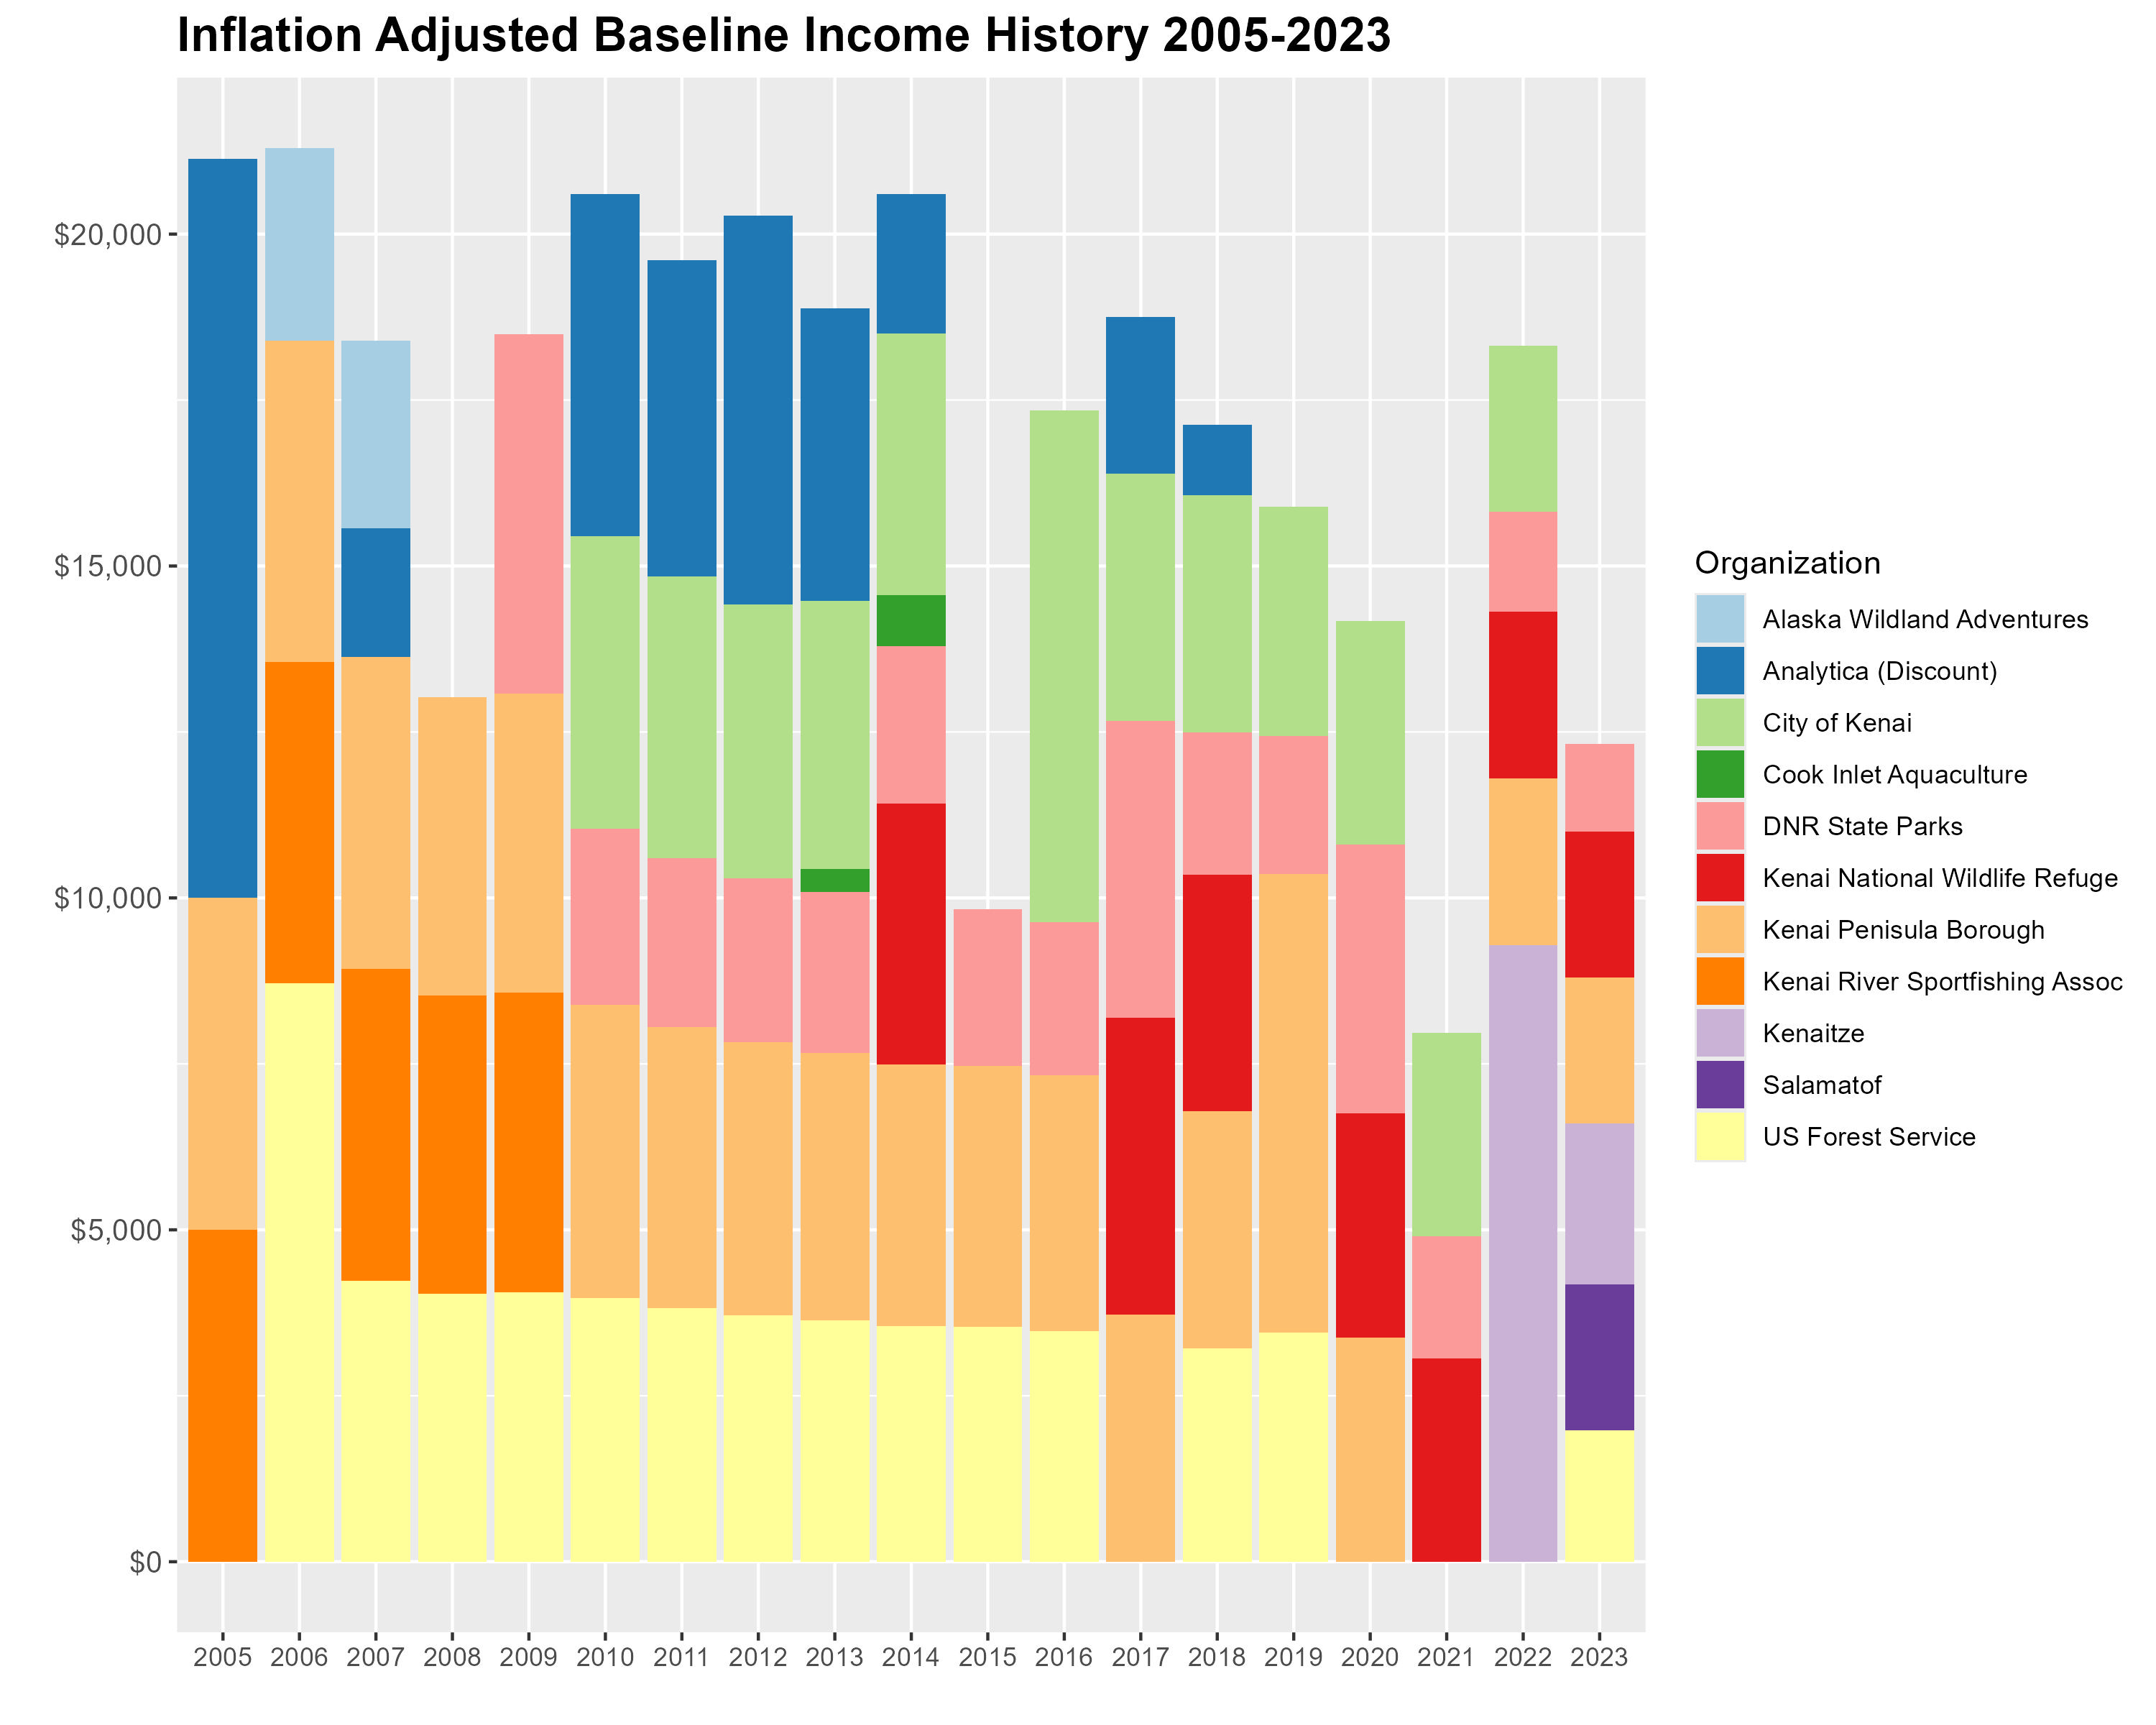 Inflation Adjusted Baseline Income History 2005-2023
$20,000
$15,000
$10,000
$5,000
$0
2005 2006 2007 2008 2009 2010 2011 2012 2013 2014 2015 2016 2017 2018 2019 2020 2021 2022 2023
Organization
Alaska Wildland Adventures
Analytica (Discount)
City of Kenai
Cook Inlet Aquaculture
DNR State Parks
Kenai National Wildlife Refuge
Kenai Penisula Borough
Kenai River Sportfishing Assoc
Kenaitze
Salamatof
US Forest Service